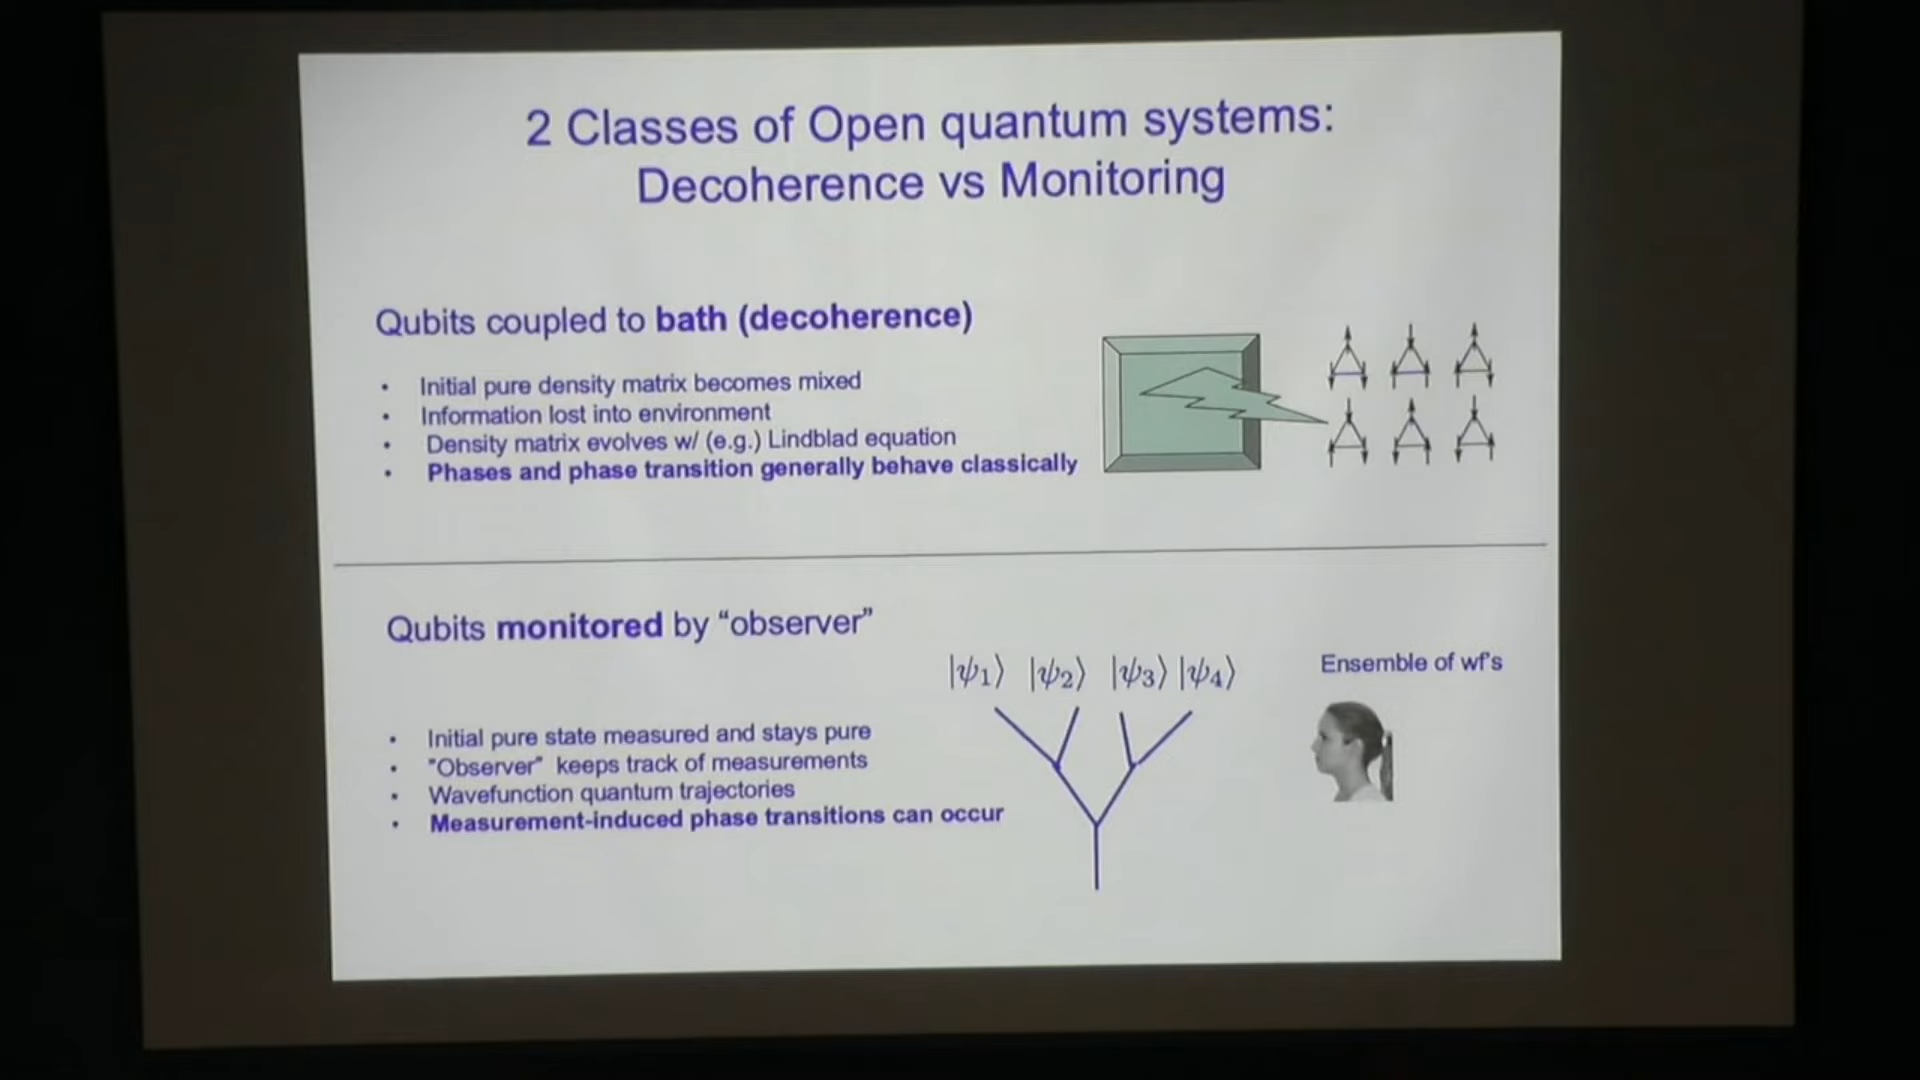 2 Classes of Open quantum systems:
Decoherence vs Monitoring
Qubits coupled to bath (decoherence)
• Initial pure density matrix becomes mixed
• Information lost into environment
• Density matrix evolves w/ (e.g.) Lindblad equation
• Phases and phase transition generally behave classically
Qubits monitored by “observer”
|ψ₁⟩ |ψ₂⟩ |ψ₃⟩ |ψ₄⟩
Ensemble of wf's
• Initial pure state measured and stays pure
• "Observer" keeps track of measurements
• Wavefunction quantum trajectories
• Measurement-induced phase transitions can occur